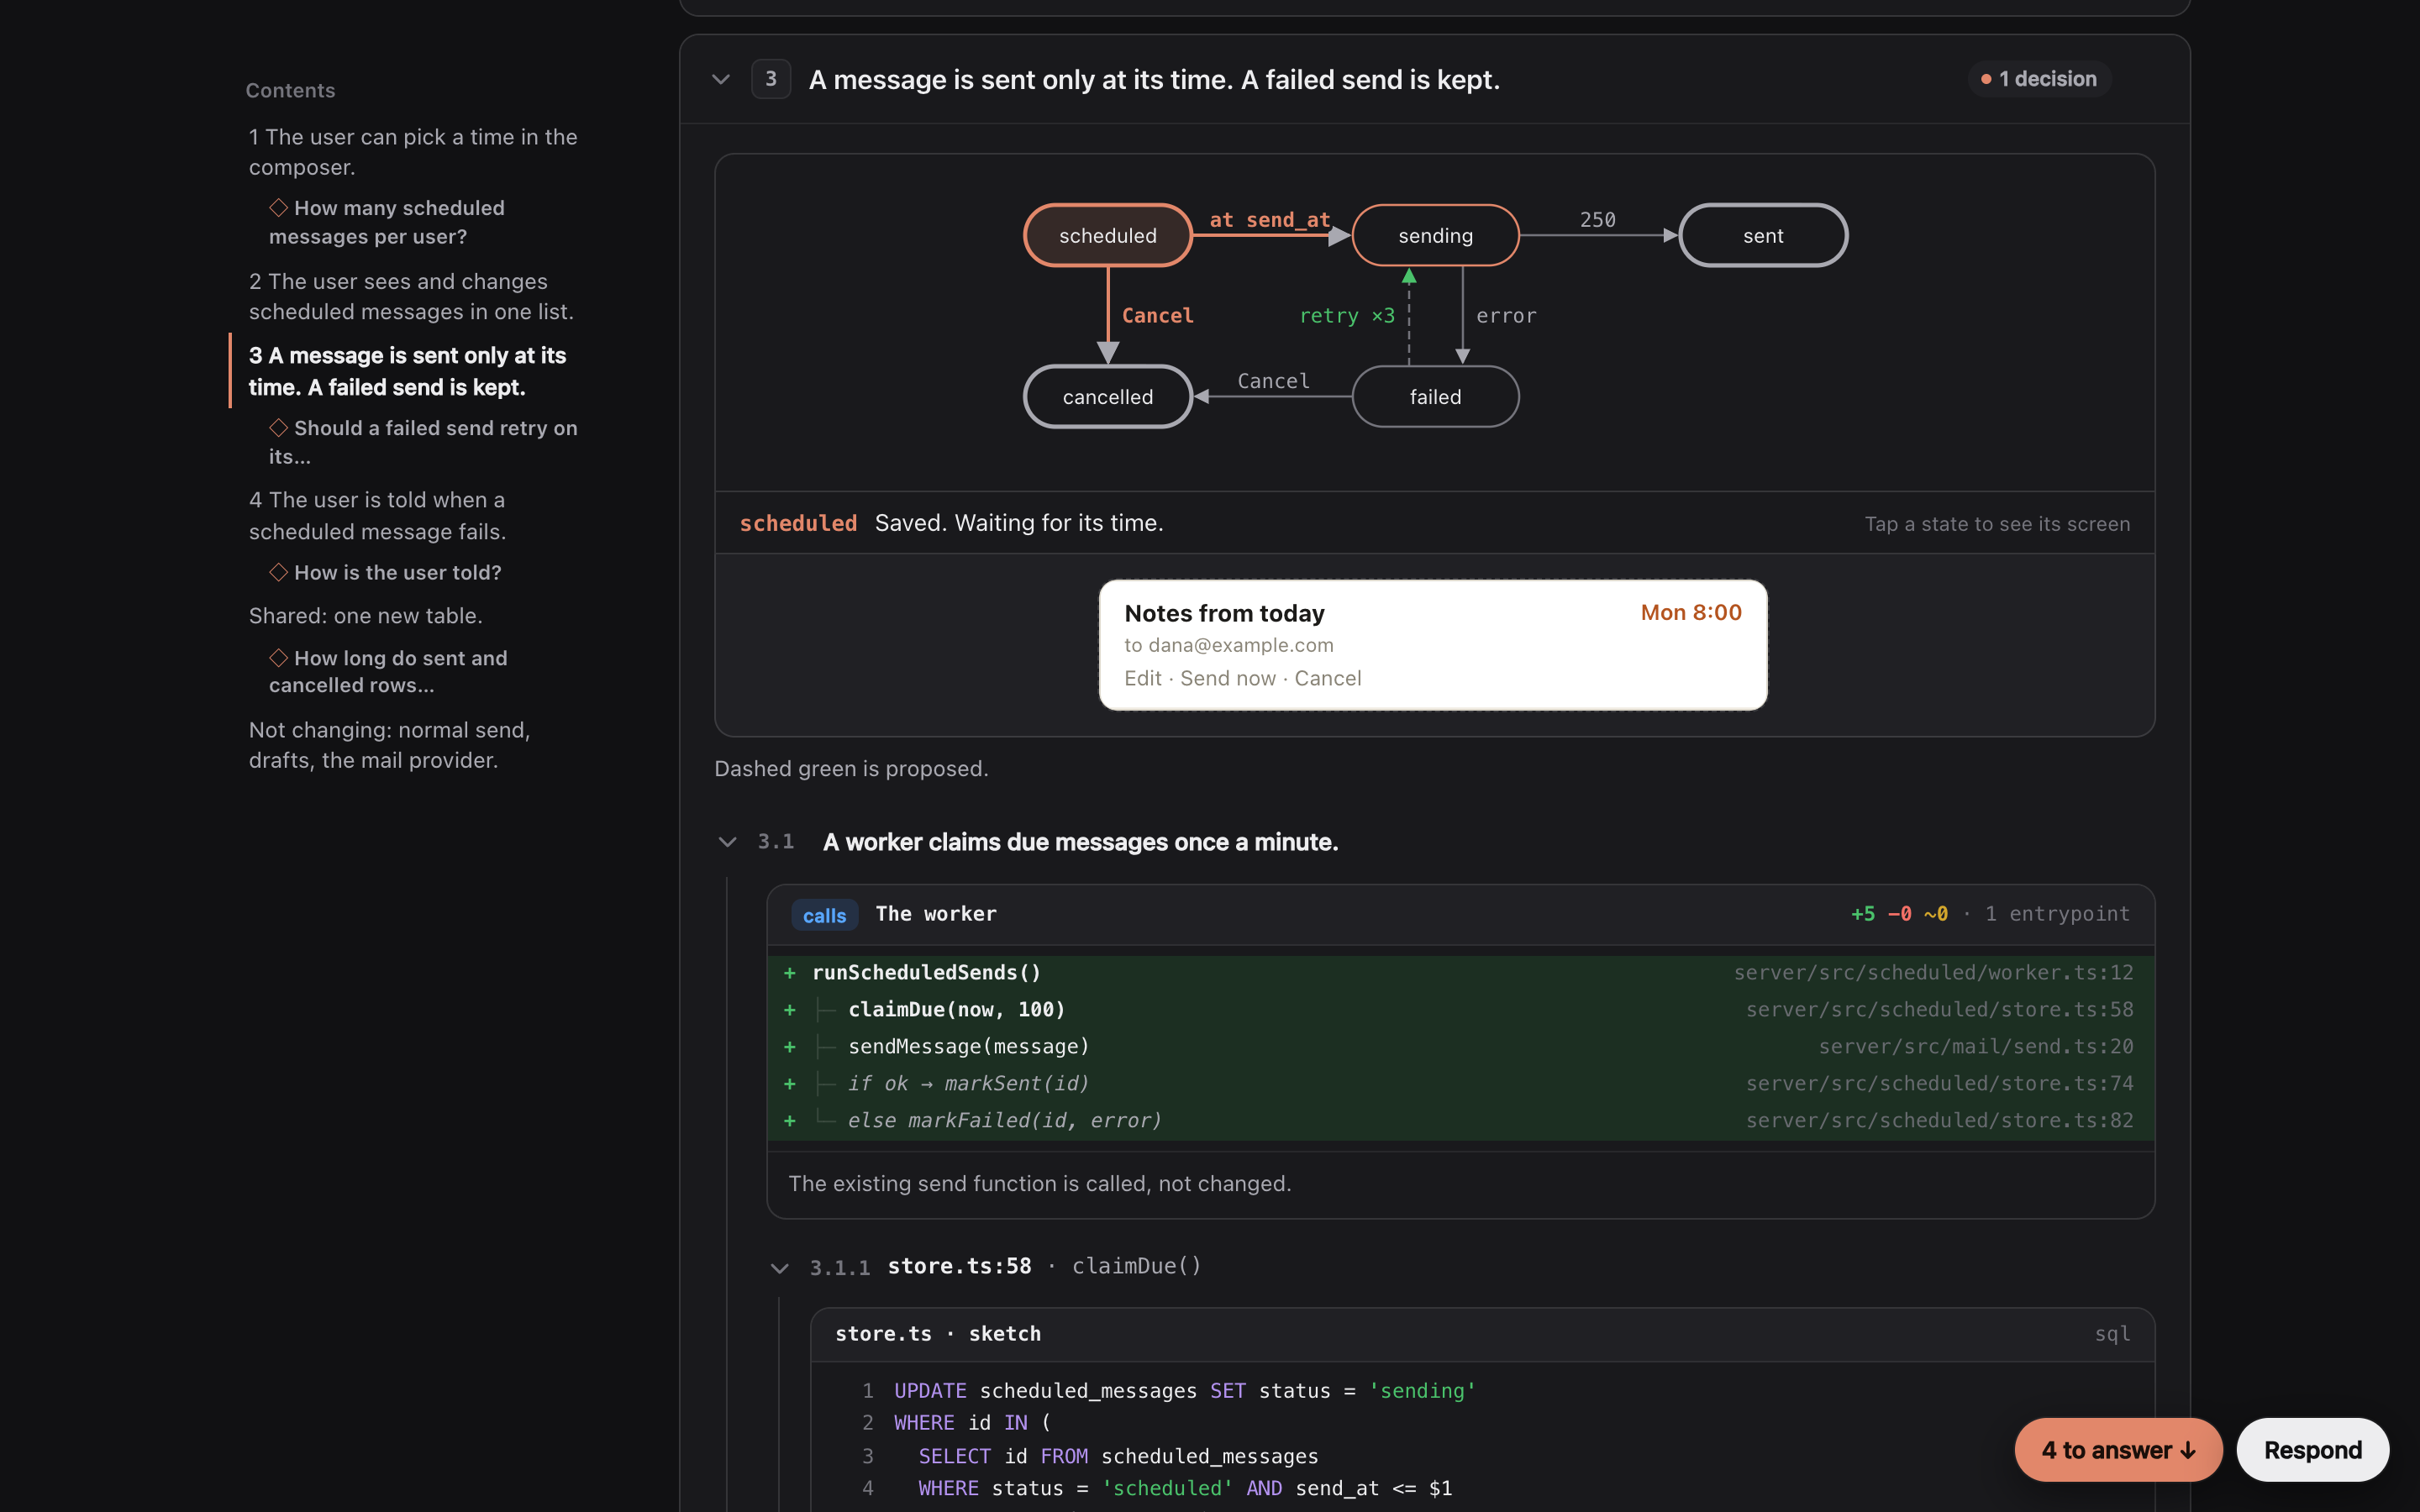 Contents
1 The user can pick a time in the
composer.
◇ How many scheduled
messages per user?
2 The user sees and changes
scheduled messages in one list.
3 A message is sent only at its
time. A failed send is kept.
◇ Should a failed send retry on
its...
4 The user is told when a
scheduled message fails.
◇ How is the user told?
Shared: one new table.
◇ How long do sent and
cancelled rows...
Not changing: normal send,
drafts, the mail provider.
3 A message is sent only at its time. A failed send is kept.
1 decision
scheduled
at send_at
sending
250
sent
Cancel
retry ×3
error
cancelled
Cancel
failed
scheduled Saved. Waiting for its time.
Tap a state to see its screen
Notes from today
Mon 8:00
to dana@example.com
Edit · Send now · Cancel
Dashed green is proposed.
3.1 A worker claims due messages once a minute.
calls The worker
+5 −0 ~0 · 1 entrypoint
+ runScheduledSends() server/src/scheduled/worker.ts:12
+ ├─ claimDue(now, 100) server/src/scheduled/store.ts:58
+ ├─ sendMessage(message) server/src/mail/send.ts:20
+ ├─ if ok → markSent(id) server/src/scheduled/store.ts:74
+ └─ else markFailed(id, error) server/src/scheduled/store.ts:82
The existing send function is called, not changed.
3.1.1 store.ts:58 · claimDue()
store.ts · sketch
sql
1 UPDATE scheduled_messages SET status = 'sending'
2 WHERE id IN (
3 SELECT id FROM scheduled_messages
4 WHERE status = 'scheduled' AND send_at <= $1
4 to answer ↓
Respond